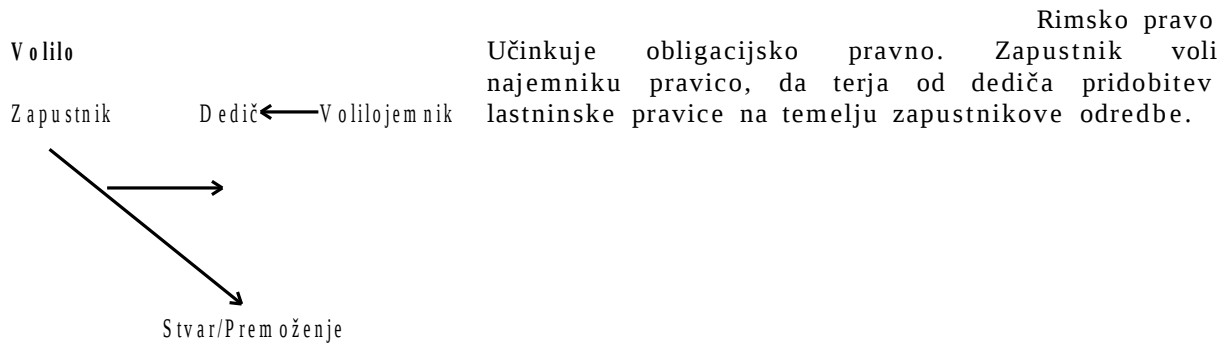 Rimsko pravo
Volilo
Zapustnik Dedič Volilojemnik
Stvar/Premoženje
Učinkuje obligacijsko pravno. Zapustnik voli
najemniku pravico, da terja od dediča pridobitev
lastninske pravice na temelju zapustnikove odredbe.